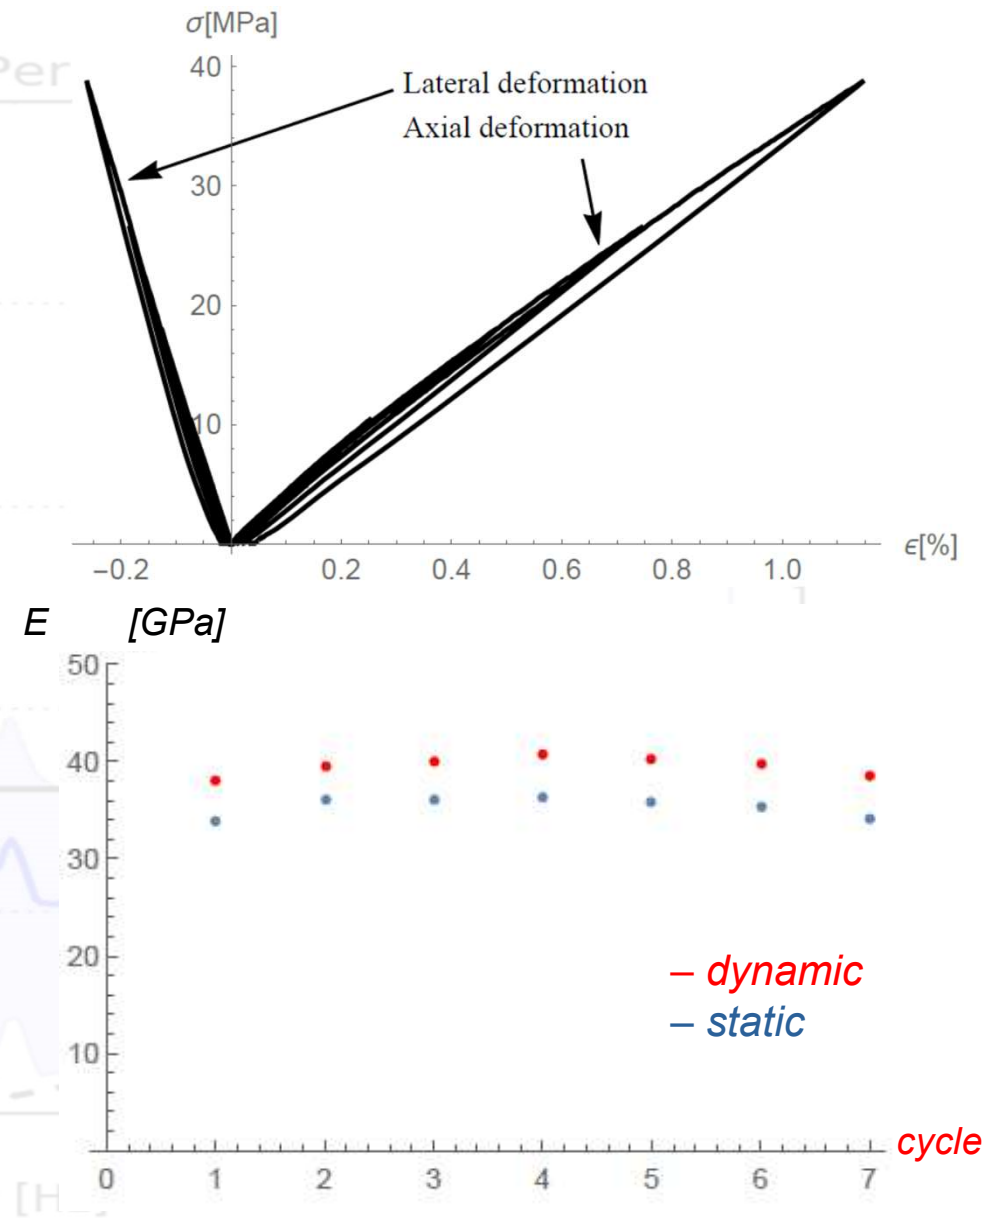 Per
σ[MPa]
40
Lateral deformation
Axial deformation
30
20
10
−0.2 0.2 0.4 0.6 0.8 1.0
ϵ[%]
E [GPa]
50
40
30
20
10
– dynamic
– static
cycle
0 1 2 3 4 5 6 7